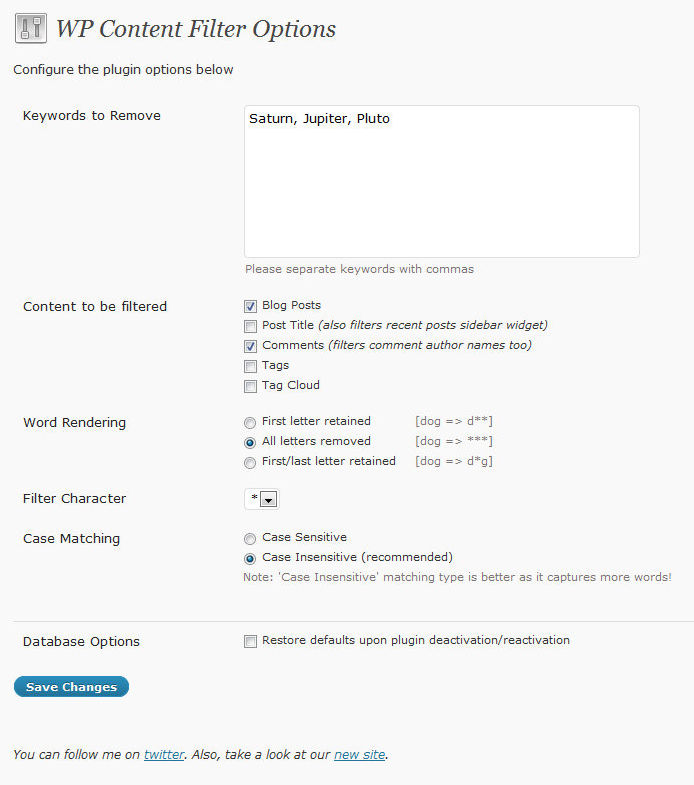 WP Content Filter Options
Configure the plugin options below
Keywords to Remove
Saturn, Jupiter, Pluto
Please separate keywords with commas
Content to be filtered
Blog Posts
Post Title (also filters recent posts sidebar widget)
Comments (filters comment author names too)
Tags
Tag Cloud
Word Rendering
First letter retained [dog => d**]
All letters removed [dog => ***]
First/last letter retained [dog => d*g]
Filter Character
*
Case Matching
Case Sensitive
Case Insensitive (recommended)
Note: 'Case Insensitive' matching type is better as it captures more words!
Database Options
Restore defaults upon plugin deactivation/reactivation
Save Changes
You can follow me on twitter. Also, take a look at our new site.